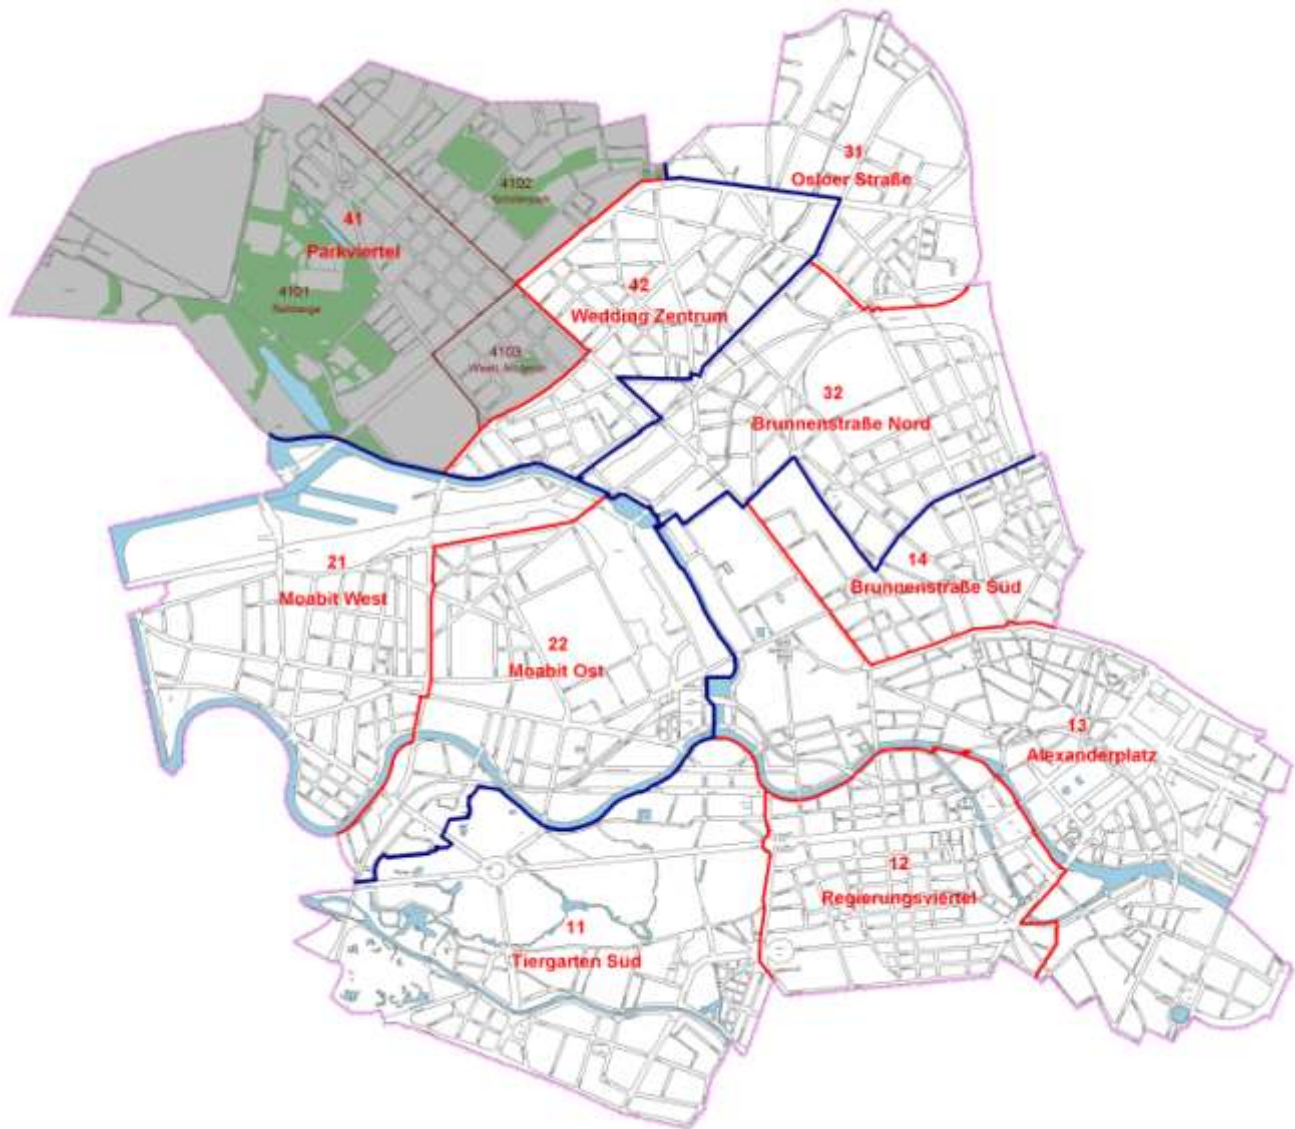 31
Osloer Straße
4102
41
Parkviertel
4101
Rehberge
42
Wedding Zentrum
4103
32
Brunnenstraße Nord
21
Moabit West
14
Brunnenstraße Süd
22
Moabit Ost
13
Alexanderplatz
12
Regierungsviertel
11
Tiergarten Süd